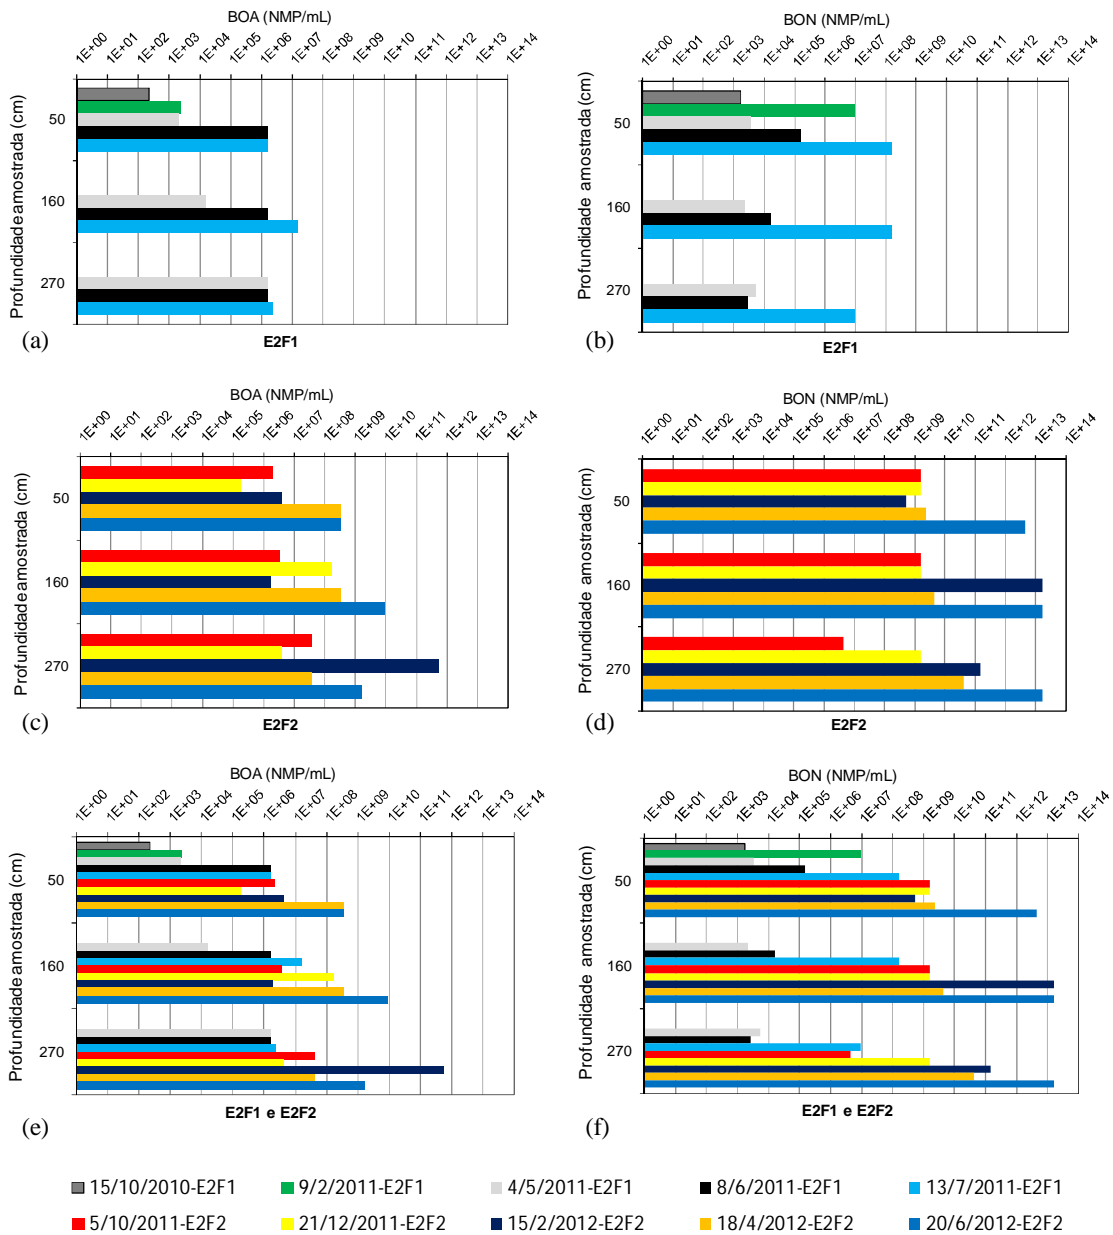 BOA (NMP/mL)
1E+00 1E+01 1E+02 1E+03 1E+04 1E+05 1E+06 1E+07 1E+08 1E+09 1E+10 1E+11 1E+12 1E+13 1E+14
Profundidade amostrada (cm)
50
160
270
(a)
E2F1
BON (NMP/mL)
1E+00 1E+01 1E+02 1E+03 1E+04 1E+05 1E+06 1E+07 1E+08 1E+09 1E+10 1E+11 1E+12 1E+13 1E+14
Profundidade amostrada (cm)
50
160
270
(b)
E2F1
BOA (NMP/mL)
1E+00 1E+01 1E+02 1E+03 1E+04 1E+05 1E+06 1E+07 1E+08 1E+09 1E+10 1E+11 1E+12 1E+13 1E+14
Profundidade amostrada (cm)
50
160
270
(c)
E2F2
BON (NMP/mL)
1E+00 1E+01 1E+02 1E+03 1E+04 1E+05 1E+06 1E+07 1E+08 1E+09 1E+10 1E+11 1E+12 1E+13 1E+14
Profundidade amostrada (cm)
50
160
270
(d)
E2F2
BOA (NMP/mL)
1E+00 1E+01 1E+02 1E+03 1E+04 1E+05 1E+06 1E+07 1E+08 1E+09 1E+10 1E+11 1E+12 1E+13 1E+14
Profundidade amostrada (cm)
50
160
270
(e)
E2F1 e E2F2
BON (NMP/mL)
1E+00 1E+01 1E+02 1E+03 1E+04 1E+05 1E+06 1E+07 1E+08 1E+09 1E+10 1E+11 1E+12 1E+13 1E+14
Profundidade amostrada (cm)
50
160
270
(f)
E2F1 e E2F2
15/10/2010-E2F1 9/2/2011-E2F1 4/5/2011-E2F1 8/6/2011-E2F1 13/7/2011-E2F1
5/10/2011-E2F2 21/12/2011-E2F2 15/2/2012-E2F2 18/4/2012-E2F2 20/6/2012-E2F2